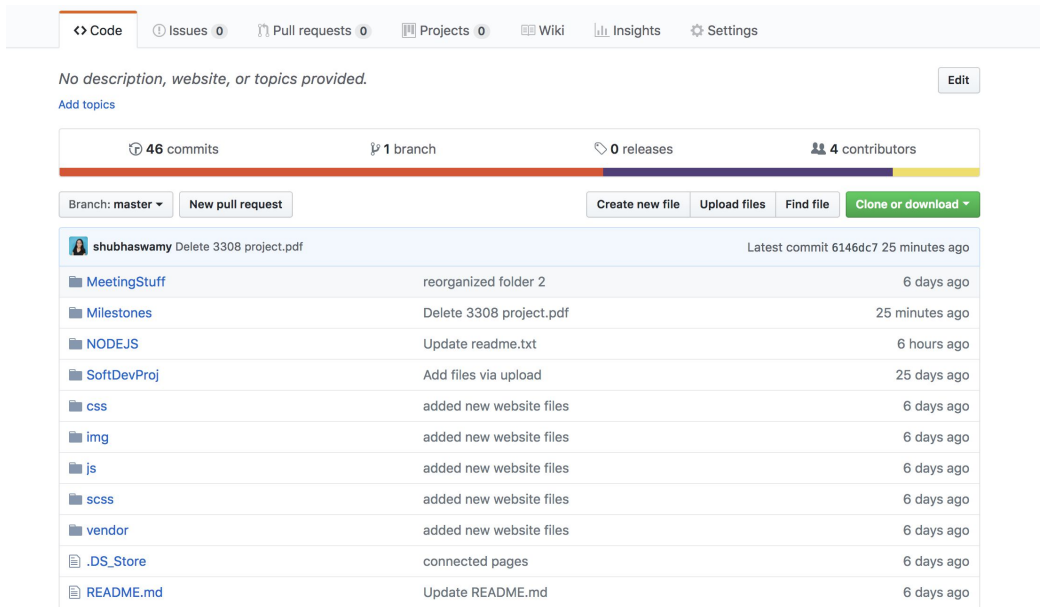 Code Issues 0 Pull requests 0 Projects 0 Wiki Insights Settings
No description, website, or topics provided. Edit
Add topics
46 commits 1 branch 0 releases 4 contributors
Branch: master New pull request Create new file Upload files Find file Clone or download
shubhaswamy Delete 3308 project.pdf Latest commit 6146dc7 25 minutes ago
MeetingStuff reorganized folder 2 6 days ago
Milestones Delete 3308 project.pdf 25 minutes ago
NODEJS Update readme.txt 6 hours ago
SoftDevProj Add files via upload 25 days ago
css added new website files 6 days ago
img added new website files 6 days ago
js added new website files 6 days ago
scss added new website files 6 days ago
vendor added new website files 6 days ago
.DS_Store connected pages 6 days ago
README.md Update README.md 6 days ago